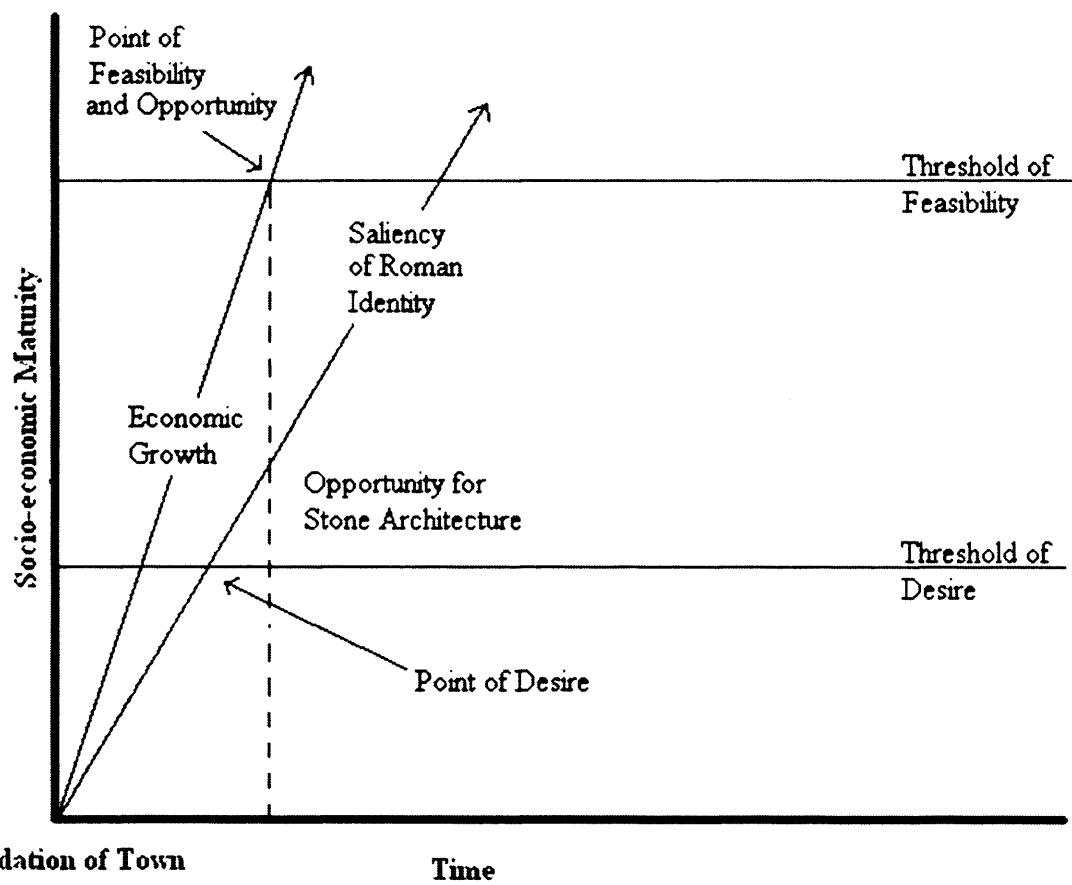 Point of
Feasibility
and Opportunity
Threshold of
Feasibility
Saliency
of Roman
Identity
Socio-economic Maturity
Economic
Growth
Opportunity for
Stone Architecture
Threshold of
Desire
Point of Desire
dation of Town
Time